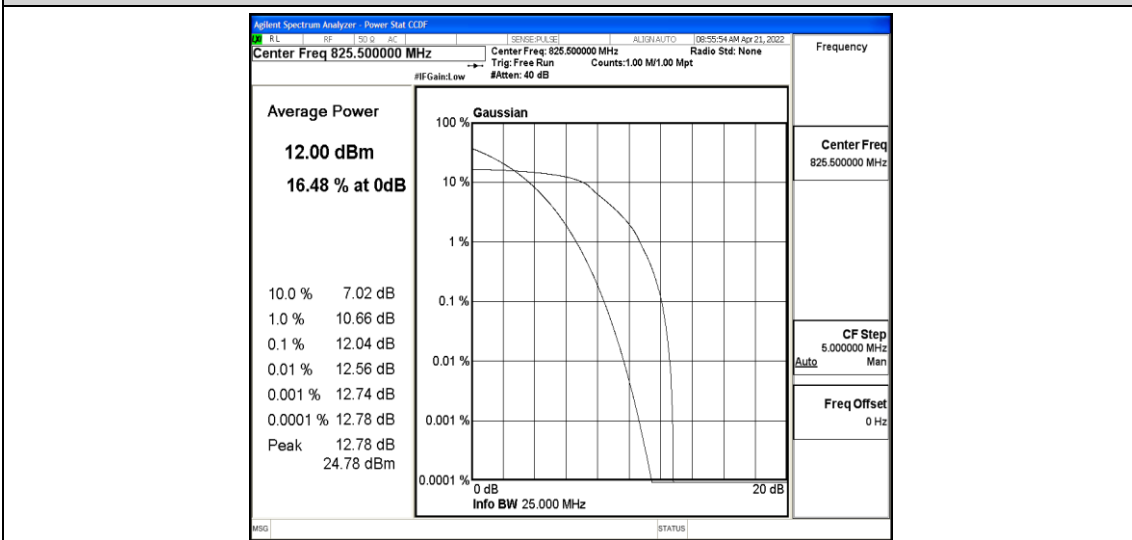 Agilent Spectrum Analyzer - Power Stat CCDF
RL RF 50 Ω AC SENSE:PULSE ALIGN AUTO 08:55:54 AM Apr 21, 2022
Center Freq 825.500000 MHz
Center Freq: 825.500000 MHz Radio Std: None
Trig: Free Run Counts:1.00 M/1.00 Mpt
#IFGain:Low #Atten: 40 dB
Frequency
Average Power
12.00 dBm
16.48 % at 0dB
10.0 % 7.02 dB
1.0 % 10.66 dB
0.1 % 12.04 dB
0.01 % 12.56 dB
0.001 % 12.74 dB
0.0001 % 12.78 dB
Peak 12.78 dB
24.78 dBm
Gaussian
100 %
10 %
1 %
0.1 %
0.01 %
0.001 %
0.0001 %
0 dB 20 dB
Info BW 25.000 MHz
Center Freq
825.500000 MHz
CF Step
5.000000 MHz
Auto Man
Freq Offset
0 Hz
MSG STATUS